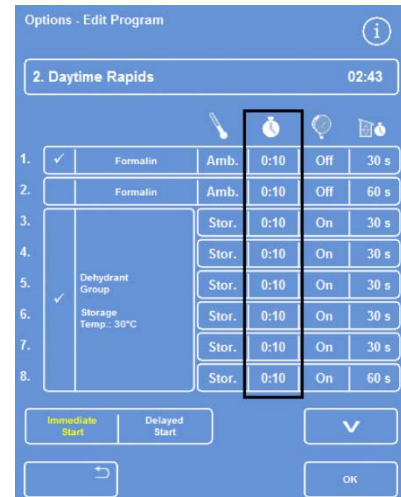 Options - Edit Program
i
2. Daytime Rapids 02:43
1. Formalin Amb. 0:10 Off 30 s
2. Formalin Amb. 0:10 Off 60 s
3. Stor. 0:10 On 30 s
4. Stor. 0:10 On 30 s
5. Dehydrant Group Stor. 0:10 On 30 s
6. Storage Temp.: 30°C Stor. 0:10 On 30 s
7. Stor. 0:10 On 30 s
8. Stor. 0:10 On 60 s
Immediate Start Delayed Start
OK